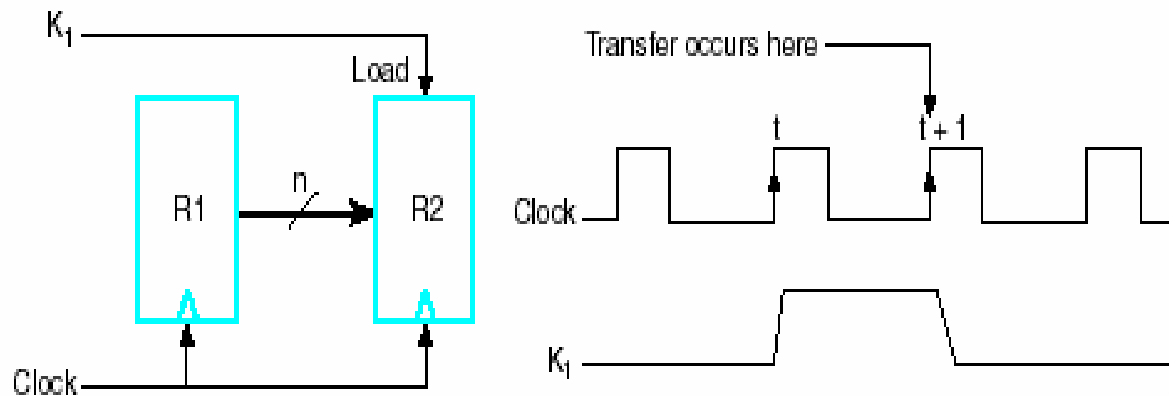 K₁
Load
R1
n
R2
Clock
Transfer occurs here
t
t + 1
Clock
K₁